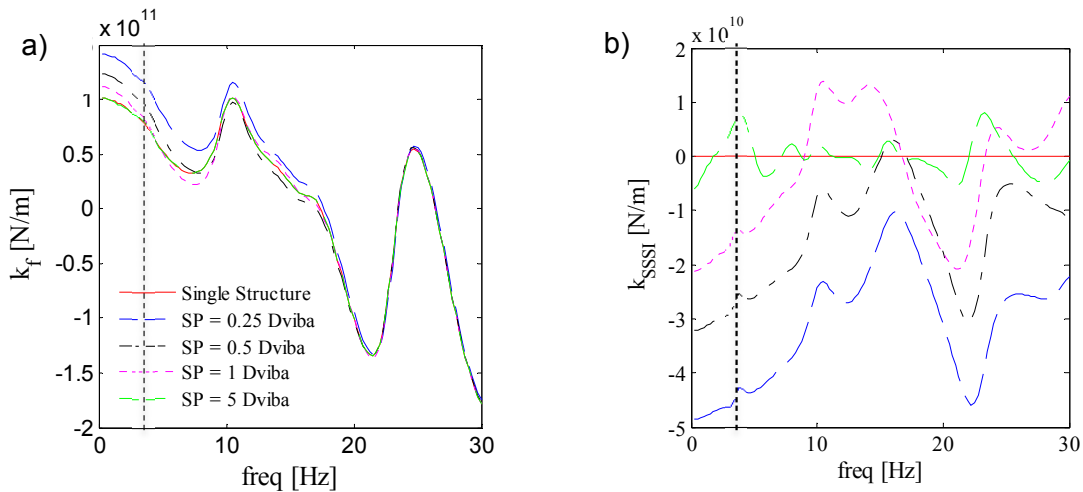 a)
x 10^11
1
0.5
0
-0.5
-1
-1.5
-2
k_f [N/m]
0 10 20 30
freq [Hz]
Single Structure
SP = 0.25 Dviba
SP = 0.5 Dviba
SP = 1 Dviba
SP = 5 Dviba
b)
x 10^10
2
1
0
-1
-2
-3
-4
-5
k_SSSI [N/m]
0 10 20 30
freq [Hz]